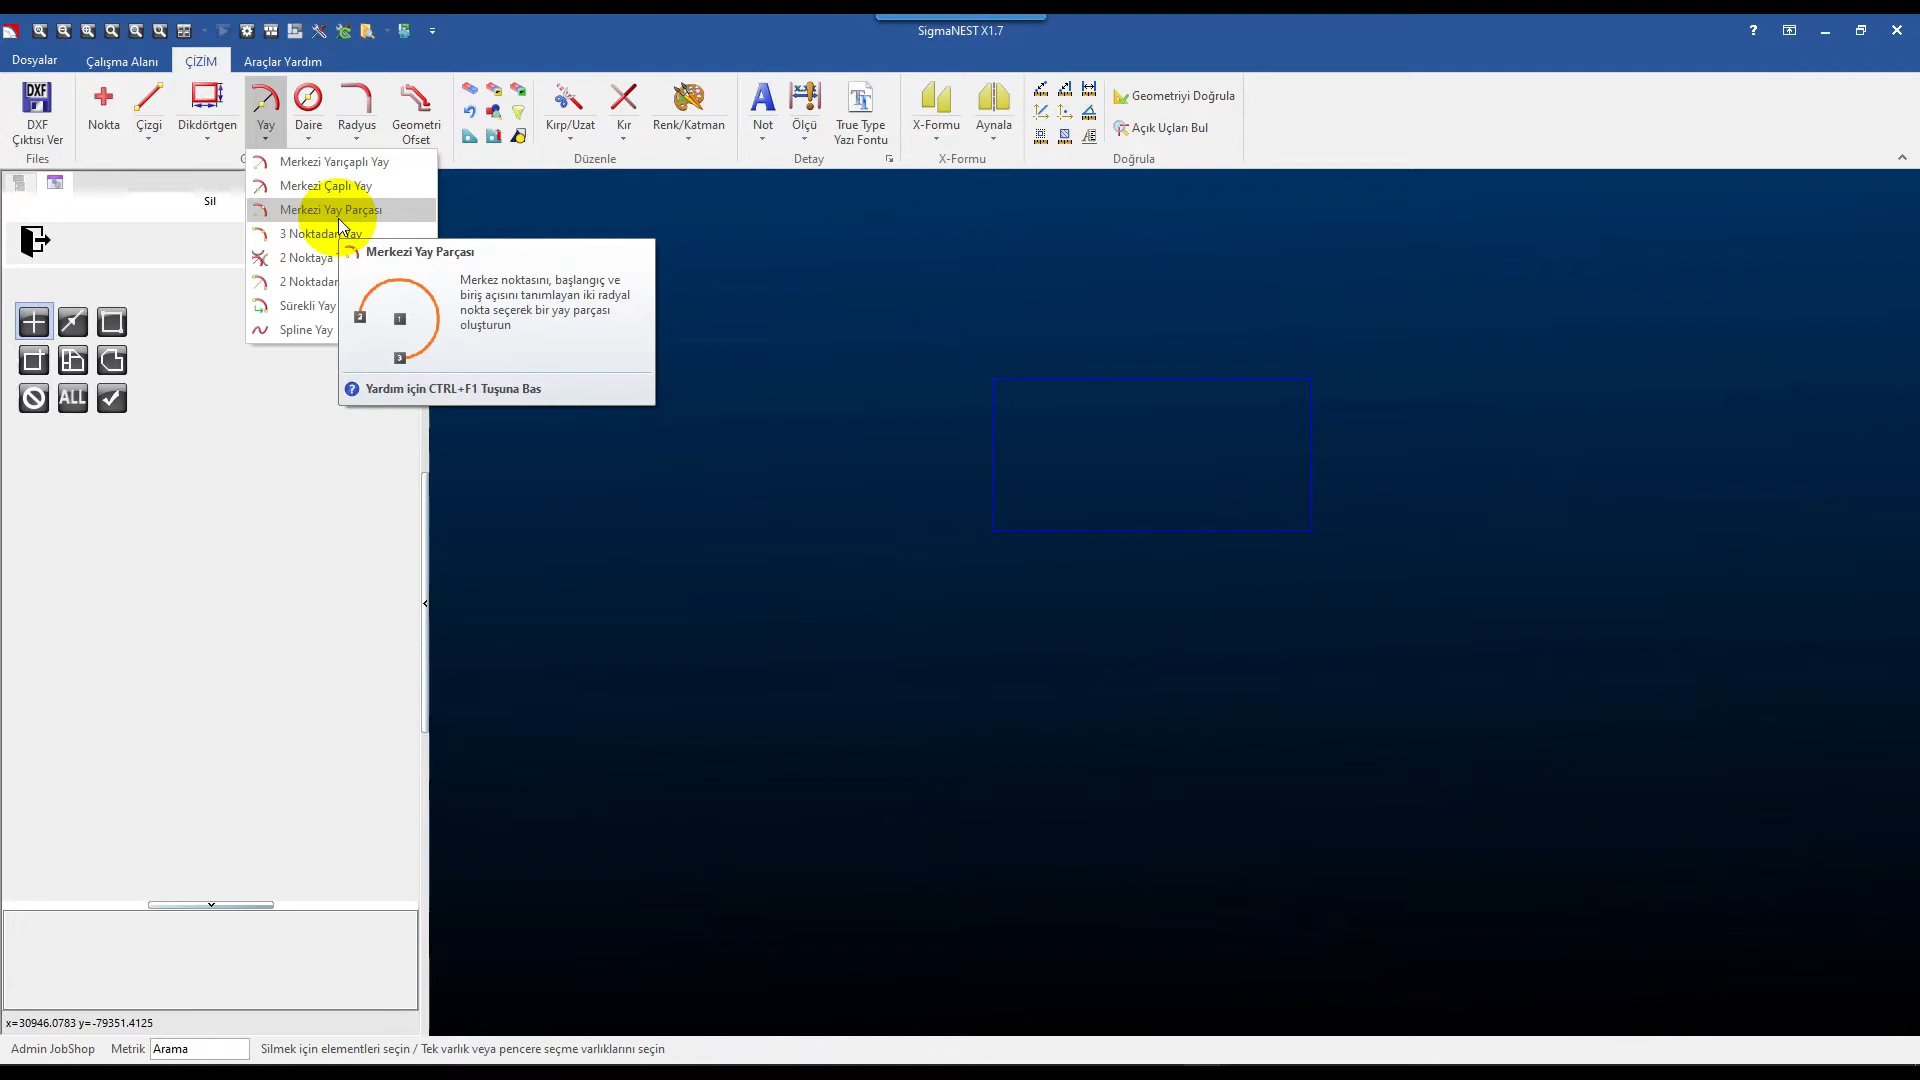 SigmaNEST X1.7
Dosyalar
Çalışma Alanı
ÇİZİM
Araçlar Yardım
DXF
DXF
Çıktısı Ver
Nokta
Çizgi
Dikdörtgen
Yay
Daire
Radyus
Geometri
Ofset
Kırp/Uzat
Kır
Renk/Katman
Not
Ölçü
True Type
Yazı Fontu
X-Formu
Aynala
Geometriyi Doğrula
Açık Uçları Bul
Files
Düzenle
Detay
X-Formu
Doğrula
Sil
Merkezi Yarıçaplı Yay
Merkezi Çaplı Yay
Merkezi Yay Parçası
3 Noktadan Yay
2 Noktaya
2 Noktadan
Sürekli Yay
Spline Yay
Merkezi Yay Parçası
Merkez noktasını, başlangıç ve
biriş açısını tanımlayan iki radyal
nokta seçerek bir yay parçası
oluşturun
2
1
3
Yardım için CTRL+F1 Tuşuna Bas
ALL
x=30946.0783 y=-79351.4125
Admin JobShop
Metrik
Arama
Silmek için elementleri seçin / Tek varlık veya pencere seçme varlıklarını seçin